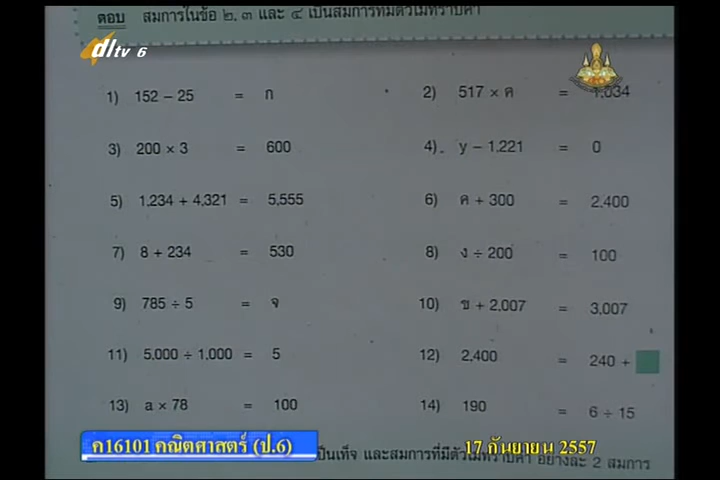 ตอบ สมการในข้อ ๒, ๓ และ ๔ เป็นสมการที่มีตัวไม่ทราบค่า
dltv 6
1) 152 – 25 = ก 2) 517 × ค = 1,034
3) 200 × 3 = 600 4) y – 1,221 = 0
5) 1,234 + 4,321 = 5,555 6) ค + 300 = 2,400
7) 8 + 234 = 530 8) ง ÷ 200 = 100
9) 785 ÷ 5 = จ 10) ข + 2,007 = 3,007
11) 5,000 ÷ 1,000 = 5 12) 2,400 = 240 +
13) a × 78 = 100 14) 190 = 6 ÷ 15
ค16101 คณิตศาสตร์ (ป.6) 17 กันยายน 2557
เป็นเท็จ และสมการที่มีตัวไม่ทราบค่า อย่างละ 2 สมการ